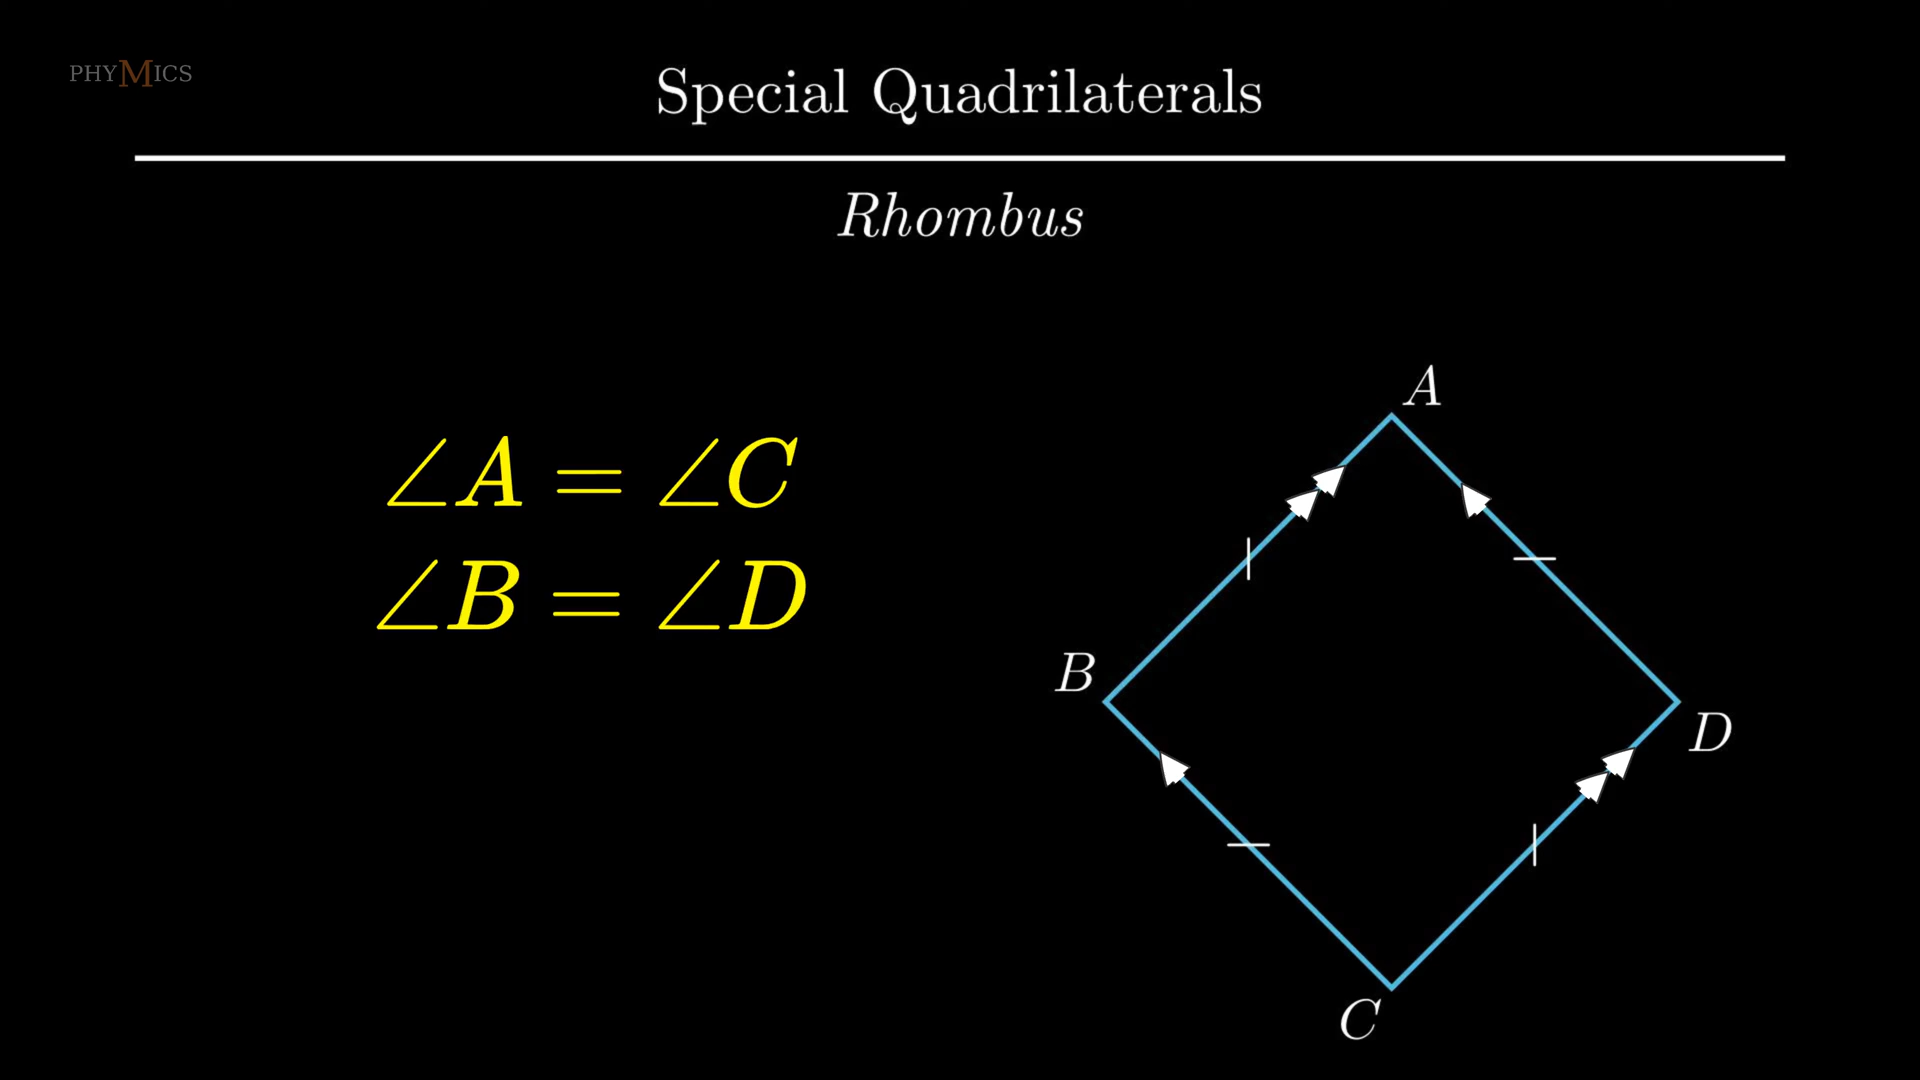 PHYMICS
Special Quadrilaterals
Rhombus
∠A = ∠C
∠B = ∠D
A
B
D
C